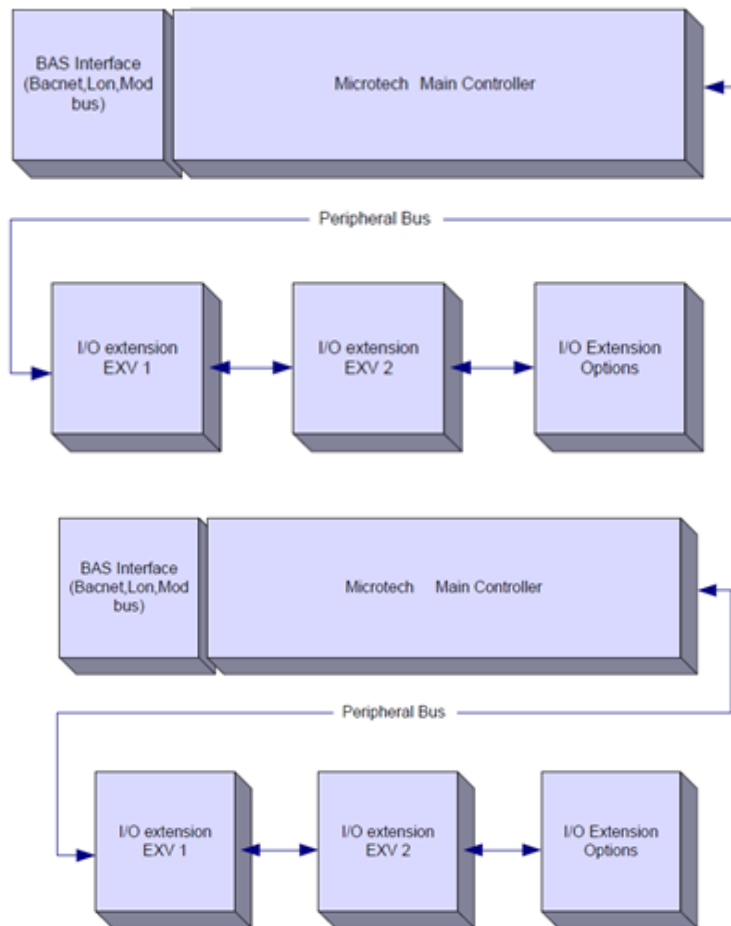 BAS Interface
(Bacnet,Lon,Mod
bus)
Microtech Main Controller
Peripheral Bus
I/O extension
EXV 1
I/O extension
EXV 2
I/O Extension
Options
BAS Interface
(Bacnet,Lon,Mod
bus)
Microtech Main Controller
Peripheral Bus
I/O extension
EXV 1
I/O extension
EXV 2
I/O Extension
Options